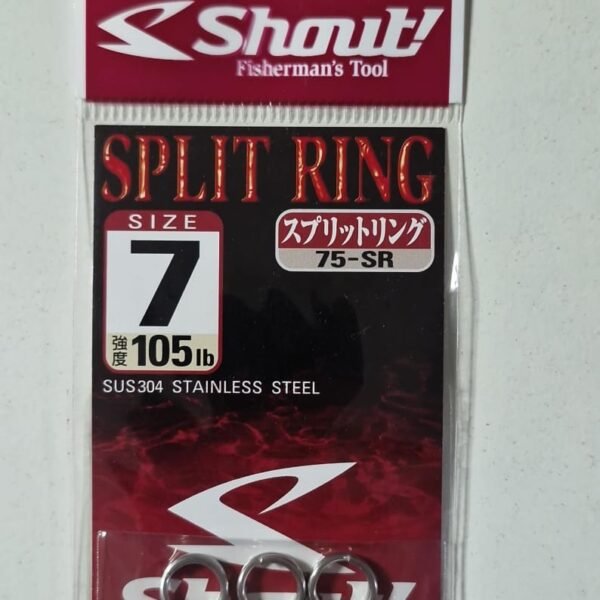 Shout!
Fisherman's Tool
SPLIT RING
SIZE
7
強度 105lb
スプリットリング
75-SR
SUS304 STAINLESS STEEL
Shout!